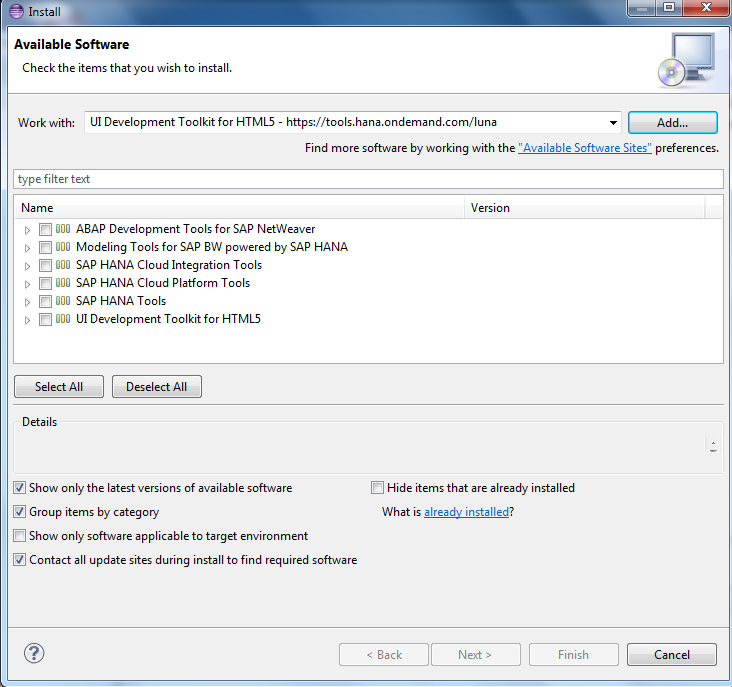 Install
Available Software
Check the items that you wish to install.
Work with: UI Development Toolkit for HTML5 - https://tools.hana.ondemand.com/luna Add...
Find more software by working with the "Available Software Sites" preferences.
type filter text
Name Version
ABAP Development Tools for SAP NetWeaver
Modeling Tools for SAP BW powered by SAP HANA
SAP HANA Cloud Integration Tools
SAP HANA Cloud Platform Tools
SAP HANA Tools
UI Development Toolkit for HTML5
Select All Deselect All
Details
Show only the latest versions of available software Hide items that are already installed
Group items by category What is already installed?
Show only software applicable to target environment
Contact all update sites during install to find required software
? < Back Next > Finish Cancel